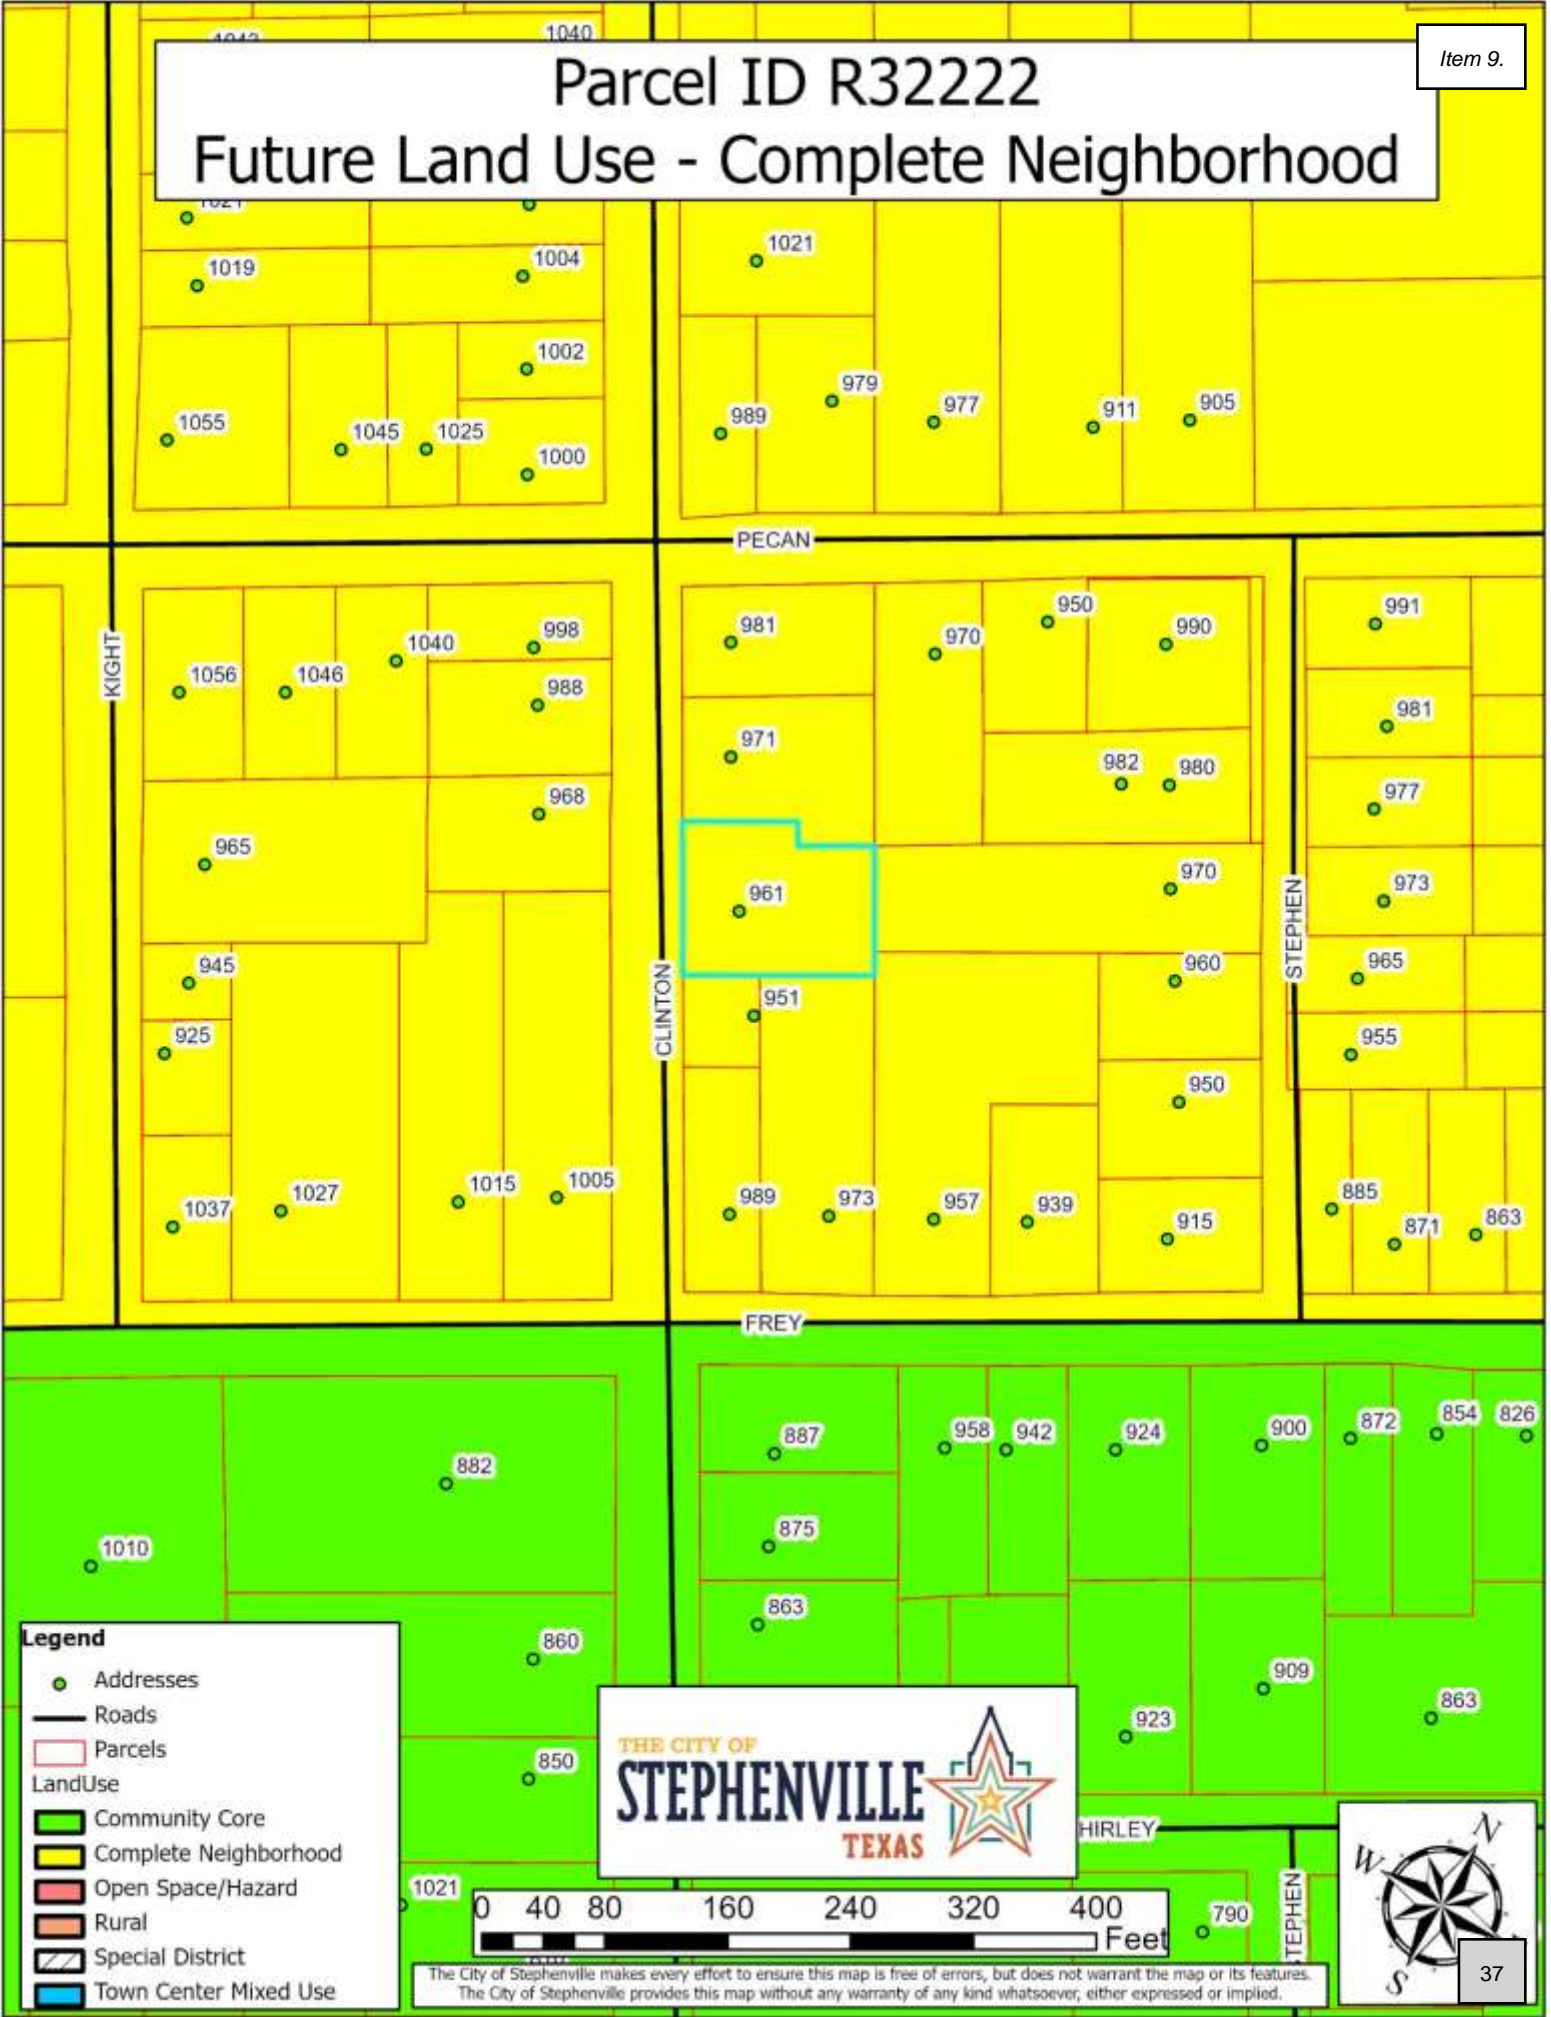 Item 9.
1040
Parcel ID R32222
Future Land Use - Complete Neighborhood
1021
1019
1004
1021
1002
979
989
977
911
905
1055
1045
1025
1000
PECAN
KIGHT
1056
1046
1040
998
988
981
970
950
990
991
971
981
982
980
977
968
965
961
970
973
STEPHEN
CLINTON
945
951
960
965
925
955
950
1037
1027
1015
1005
989
973
957
939
915
885
871
863
FREY
887
958
942
924
900
872
854
826
882
875
1010
863
860
909
863
923
850
1021
790
HIRLEY
STEPHEN
Legend
Addresses
Roads
Parcels
LandUse
Community Core
Complete Neighborhood
Open Space/Hazard
Rural
Special District
Town Center Mixed Use
THE CITY OF
STEPHENVILLE
TEXAS
0 40 80 160 240 320 400
Feet
The City of Stephenville makes every effort to ensure this map is free of errors, but does not warrant the map or its features.
The City of Stephenville provides this map without any warranty of any kind whatsoever, either expressed or implied.
N
W
S
37